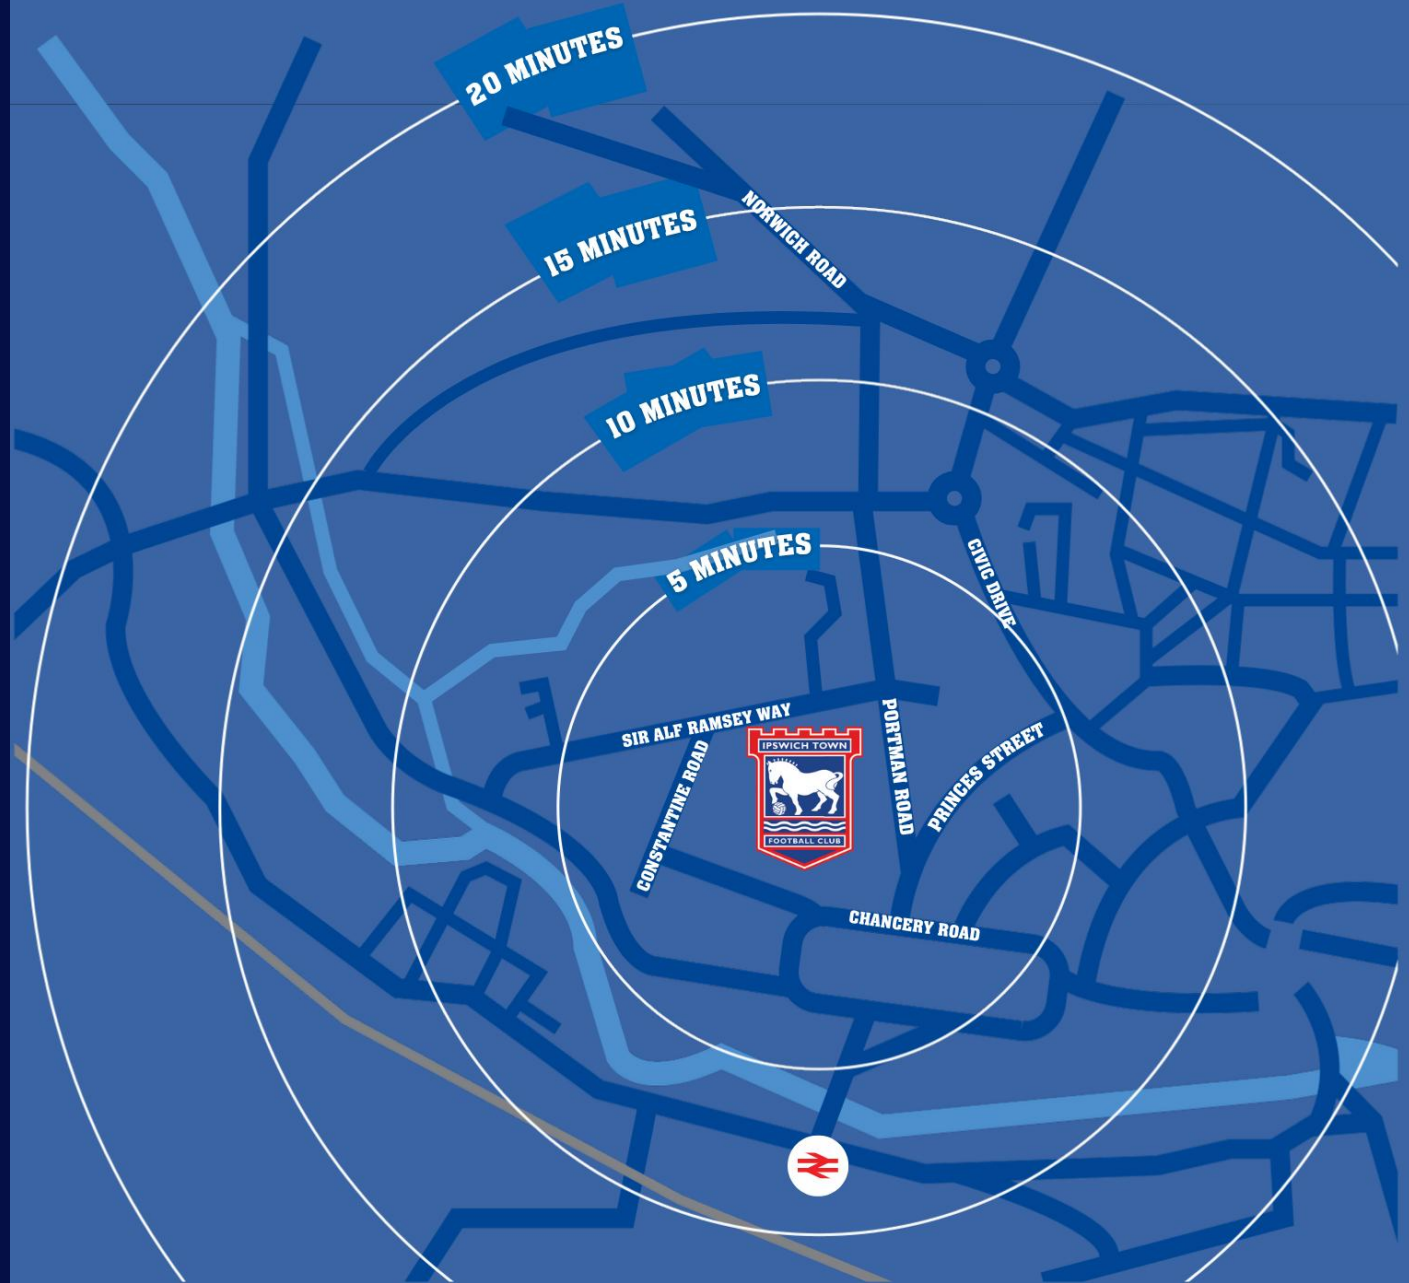 20 MINUTES
15 MINUTES
NORWICH ROAD
10 MINUTES
5 MINUTES
CIVIC DRIVE
SIR ALF RAMSEY WAY
PORTMAN ROAD
PRINCES STREET
CONSTANTINE ROAD
IPSWICH TOWN
FOOTBALL CLUB
CHANCERY ROAD